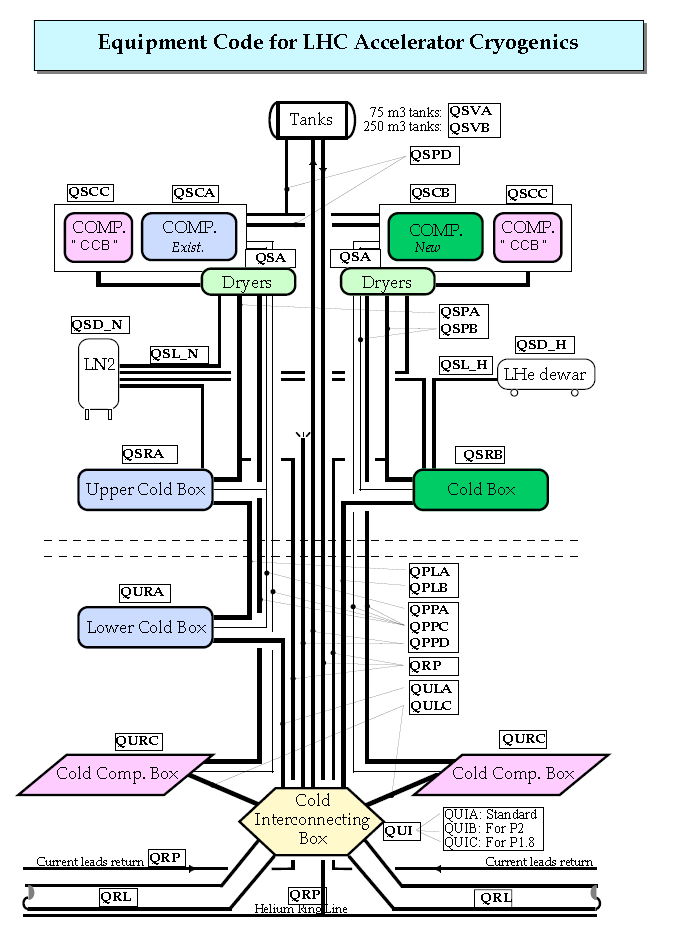 Equipment Code for LHC Accelerator Cryogenics
Tanks
75 m3 tanks: QSVA
250 m3 tanks: QSVB
QSPD
QSCC
QSCA
QSCB
QSCC
COMP.
" CCB "
COMP.
Exist.
COMP.
New
COMP.
" CCB "
QSA
QSA
Dryers
Dryers
QSPA
QSPB
QSD_N
QSL_N
LN2
QSD_H
QSL_H
LHe dewar
QSRA
QSRB
Upper Cold Box
Cold Box
QPLA
QPLB
QURA
QPPA
QPPC
QPPD
Lower Cold Box
QRP
QULA
QULC
QURC
QURC
Cold Comp. Box
Cold Comp. Box
Cold
Interconnecting
Box
QUI
QUIA: Standard
QUIB: For P2
QUIC: For P1.8
Current leads return
QRP
Current leads return
QRL
QRP
QRL
Helium Ring Line